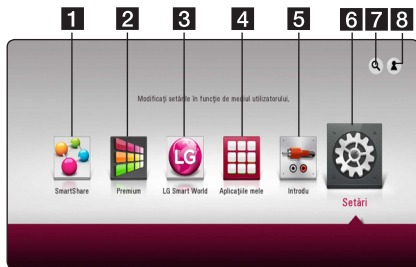 1 2 3 4 5 6 7 8
Modificați setările în funcție de mediul utilizatorului.
LG
SmartShare Premium LG Smart World Aplicațiile mele Introdu Setări